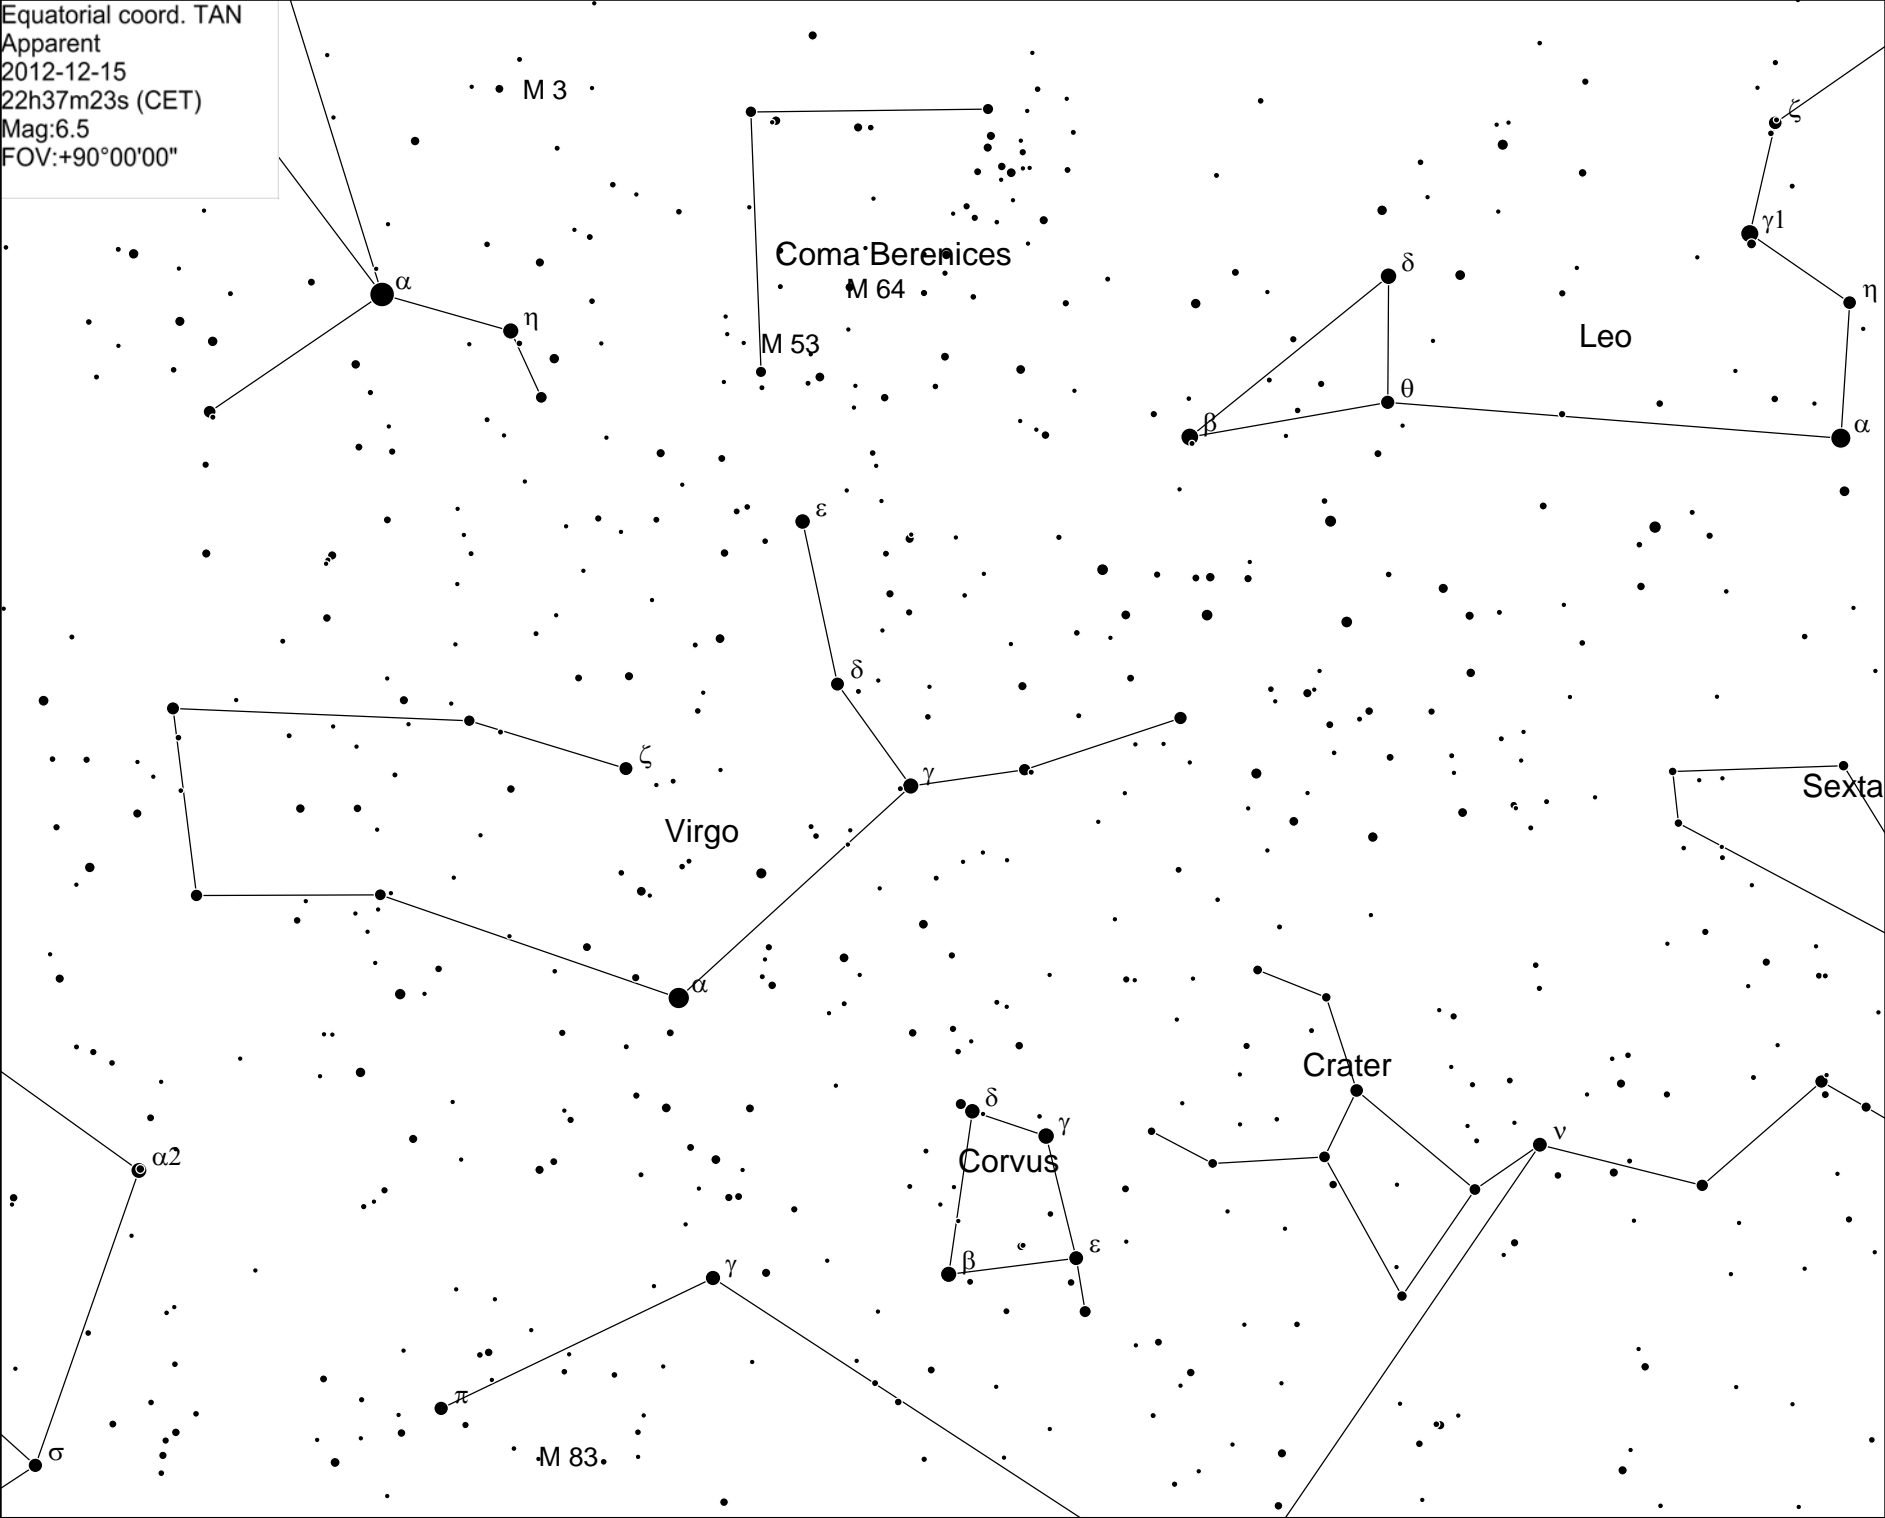 Equatorial coord. TAN
Apparent
2012-12-15
22h37m23s (CET)
Mag:6.5
FOV:+90°00'00"
M 3
ζ
γ1
Coma Berenices
δ
α
M 64
η
η
Leo
M 53
θ
β
α
ε
δ
ζ
γ
Sexta
Virgo
α
Crater
δ
γ
ν
α2
Corvus
ε
β
γ
π
σ
M 83